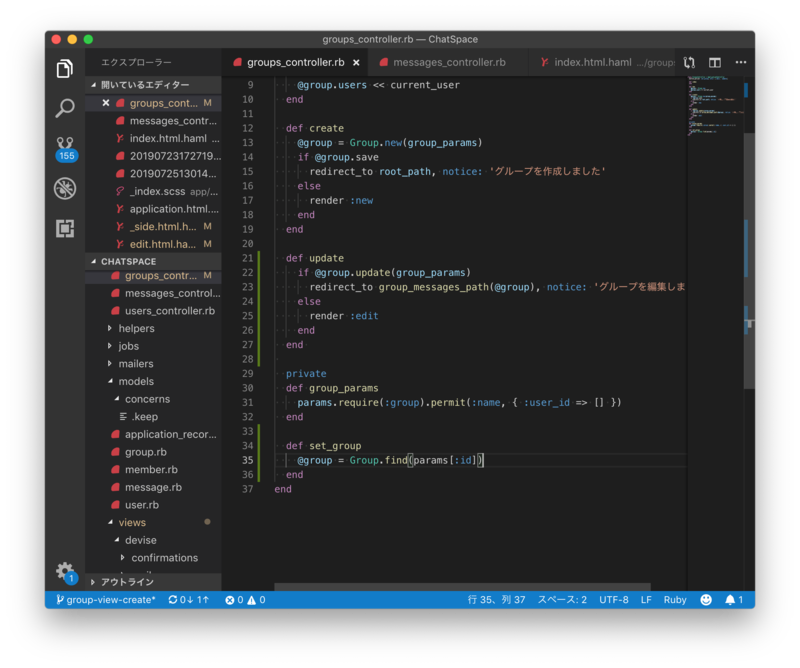 groups_controller.rb — ChatSpace
エクスプローラー
groups_controller.rb ×
messages_controller.rb
index.html.haml .../group
開いているエディター
× groups_cont... M
messages_contr...
index.html.haml ...
20190723172719...
2019072513014...
_index.scss app/...
application.html....
_side.html.h... M
edit.html.ha... M
CHATSPACE
groups_contr... M
messages_control...
users_controller.rb
helpers
jobs
mailers
models
concerns
.keep
application_recor...
group.rb
member.rb
message.rb
user.rb
views
devise
confirmations
アウトライン
155
1
9 @group.users << current_user
10 end
11
12 def create
13 @group = Group.new(group_params)
14 if @group.save
15 redirect_to root_path, notice: 'グループを作成しました'
16 else
17 render :new
18 end
19 end
20
21 def update
22 if @group.update(group_params)
23 redirect_to group_messages_path(@group), notice: 'グループを編集しま
24 else
25 render :edit
26 end
27 end
28
29 private
30 def group_params
31 params.require(:group).permit(:name, { :user_id => [] })
32 end
33
34 def set_group
35 @group = Group.find(params[:id])
36 end
37 end
group-view-create* 0↓ 1↑ 0 0 行 35、列 37 スペース: 2 UTF-8 LF Ruby 1